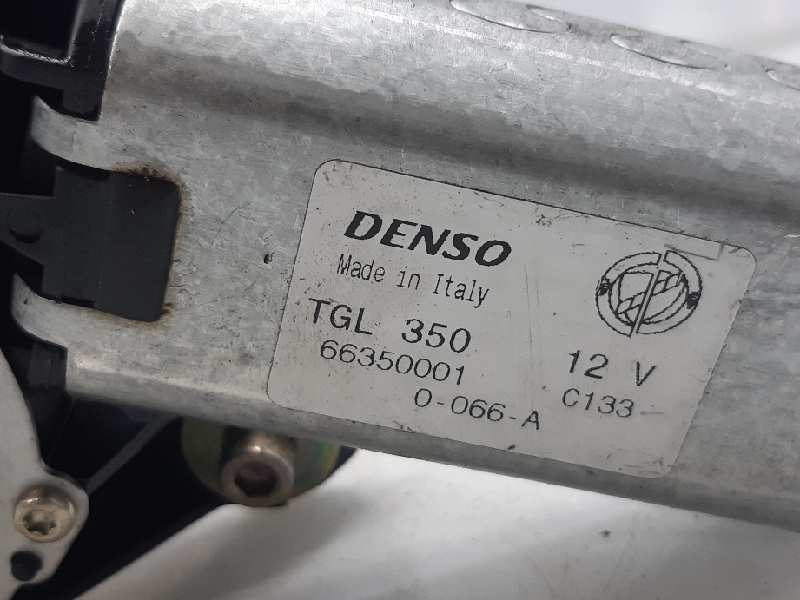 DENSO
Made in Italy
TGL 350
66350001
0-066-A
12 V
C133